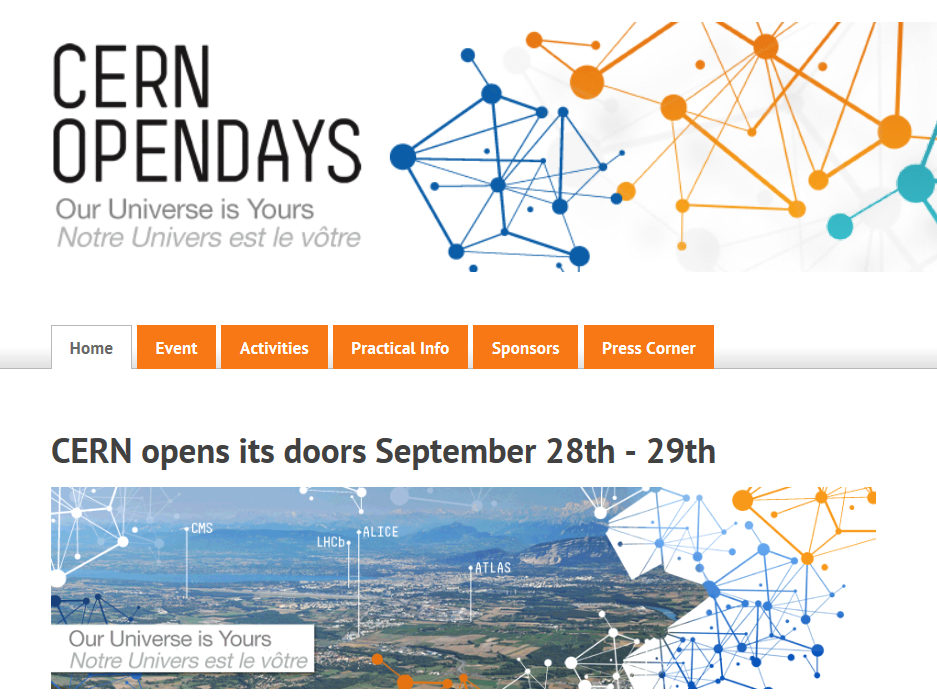 CERN
OPENDAYS
Our Universe is Yours
Notre Univers est le vôtre
Home Event Activities Practical Info Sponsors Press Corner
CERN opens its doors September 28th - 29th
CMS
ALICE
LHCb
ATLAS
Our Universe is Yours
Notre Univers est le vôtre